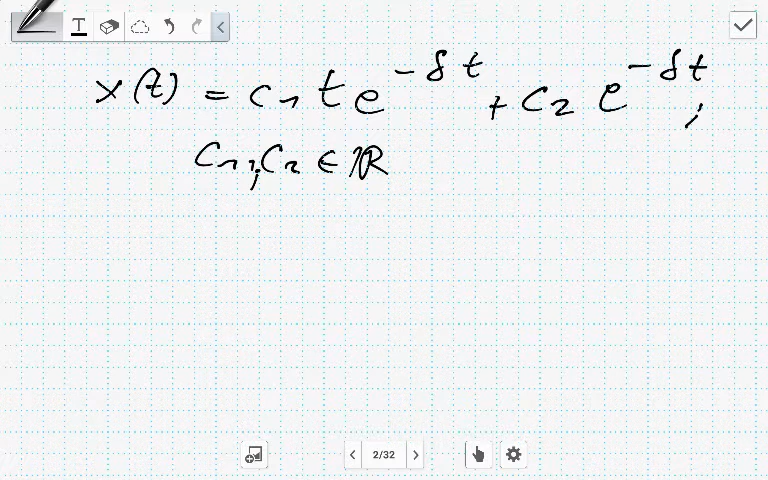 T
x(t) = c₁ t e^{-δt} + c₂ e^{-δt},
c₁, c₂ ∈ ℝ
2/32